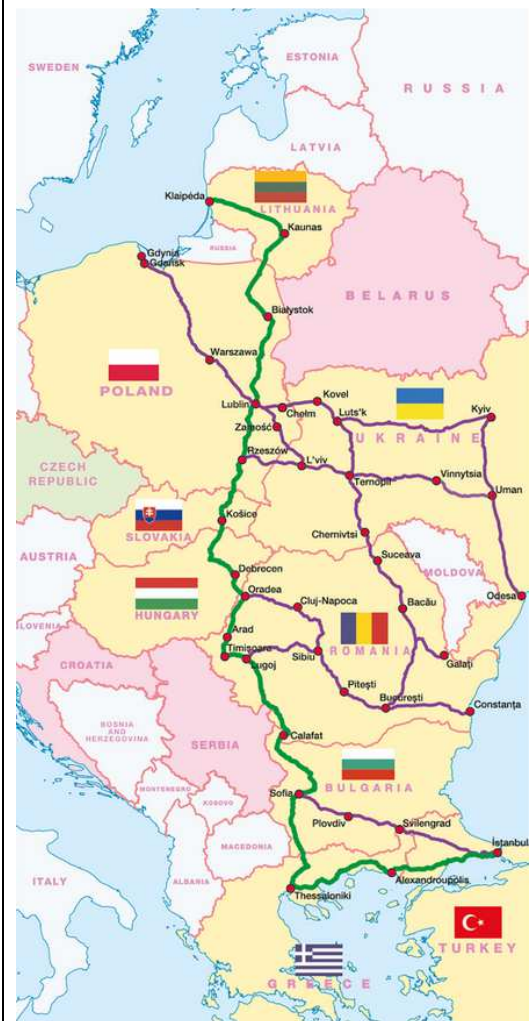 SWEDEN
ESTONIA
RUSSIA
LATVIA
Klaipéda
LITHUANIA
Kaunas
RUSSIA
Gdynia
Gdańsk
BELARUS
Białystok
Warszawa
POLAND
Lublin
Chełm
Kovel
Luts'k
Kyiv
UKRAINE
Zamość
Rzeszów
L'viv
Ternopil
Vinnytsia
Uman
CZECH
REPUBLIC
Košice
SLOVAKIA
Chernivtsi
Suceava
MOLDOVA
Odesa
AUSTRIA
Debrecen
Oradea
HUNGARY
Cluj-Napoca
Bacău
SLOVENIA
Arad
Timișoara
Lugoj
Sibiu
ROMANIA
Galați
CROATIA
Pitești
București
Constanța
BOSNIA
AND
HERZEGOVINA
SERBIA
Calafat
MONTENEGRO
KOSOVO
Sofia
BULGARIA
Plovdiv
Svilengrad
İstanbul
MACEDONIA
ITALY
ALBANIA
Thessaloniki
Alexandroupolis
TURKEY
GREECE